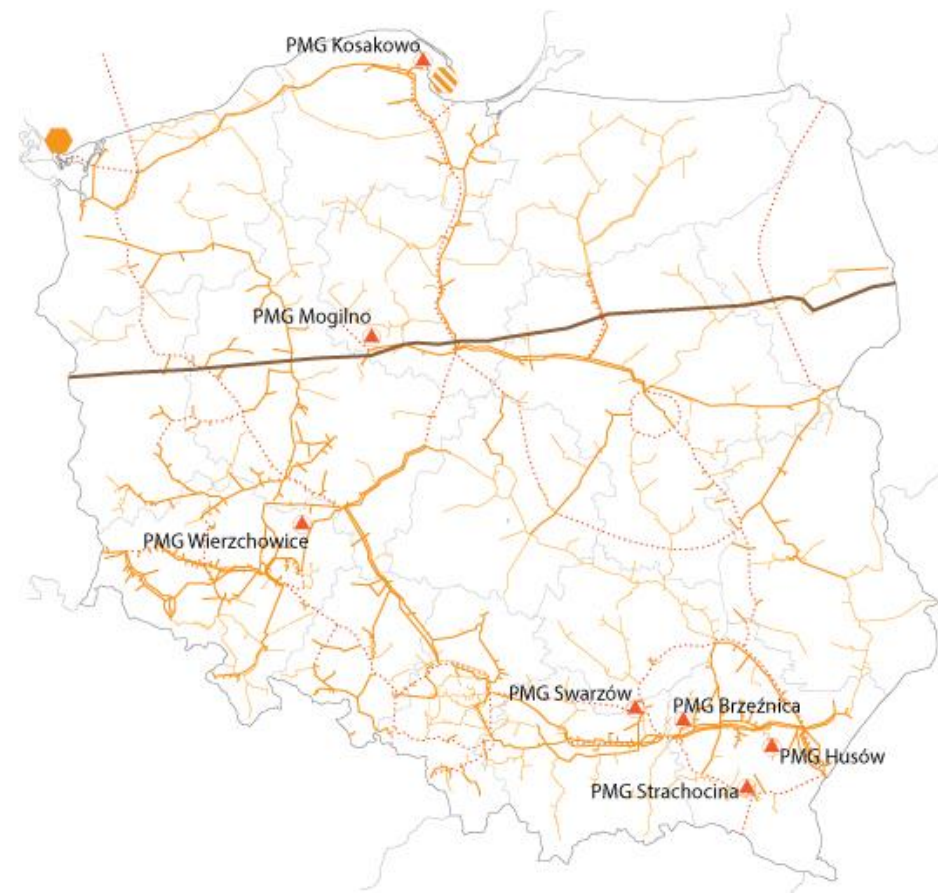 PMG Kosakowo
PMG Mogilno
PMG Wierzchowice
PMG Swarzów
PMG Brzeźnica
PMG Husów
PMG Strachocina